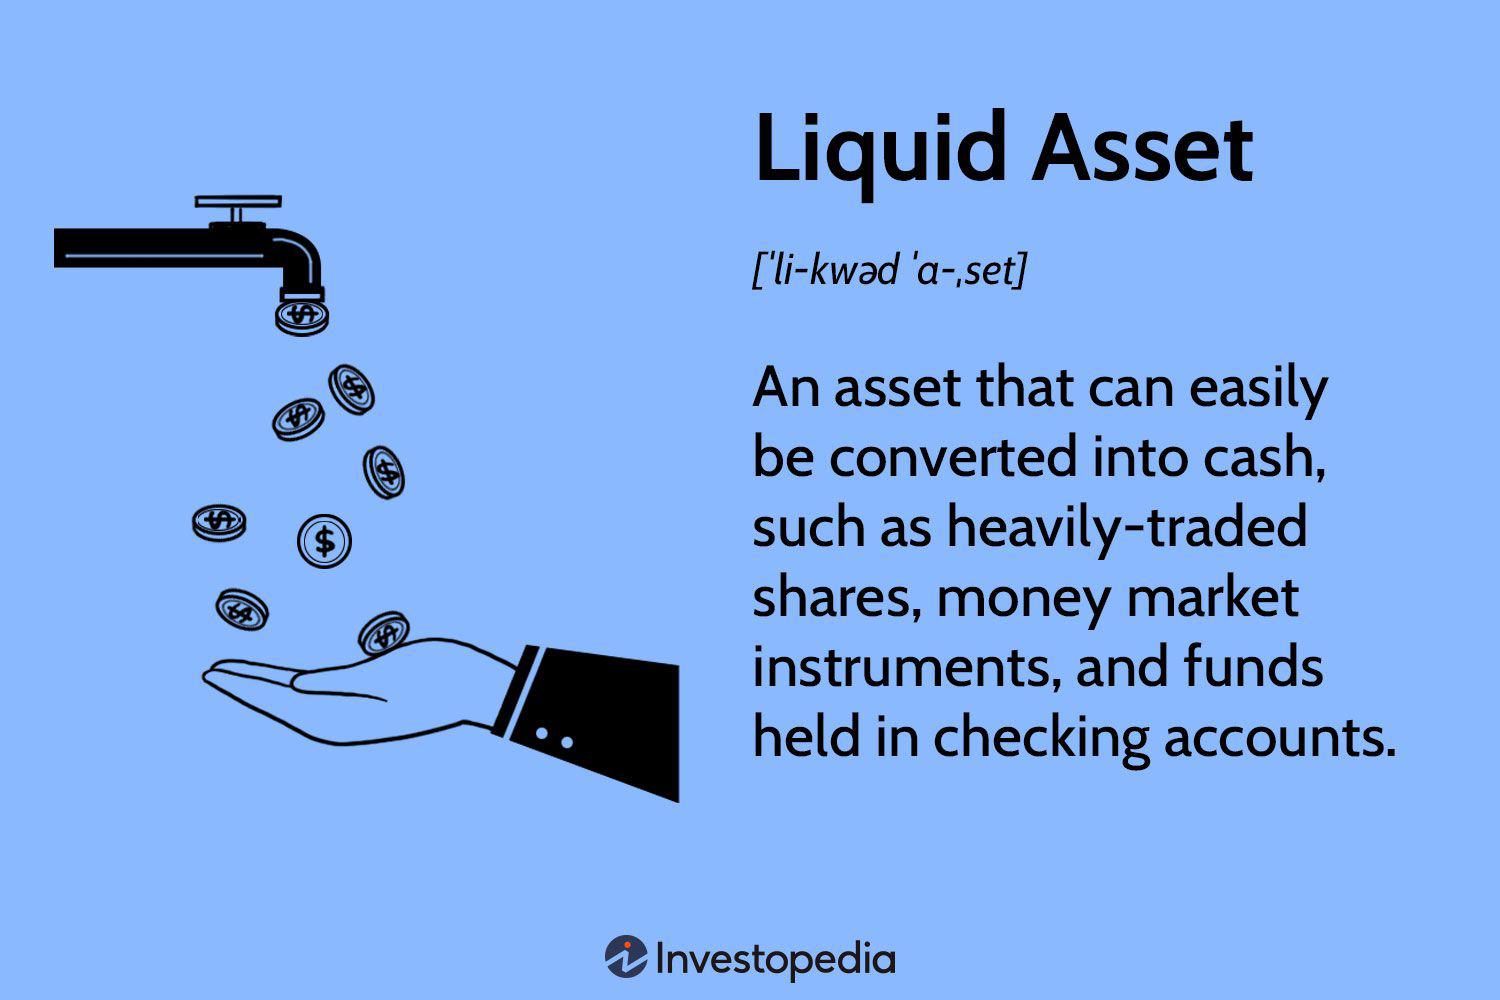 Liquid Asset
[ˈli-kwəd ˈa-ˌset]
An asset that can easily
be converted into cash,
such as heavily-traded
shares, money market
instruments, and funds
held in checking accounts.
$
$
$
$
$
$
$
$
Investopedia